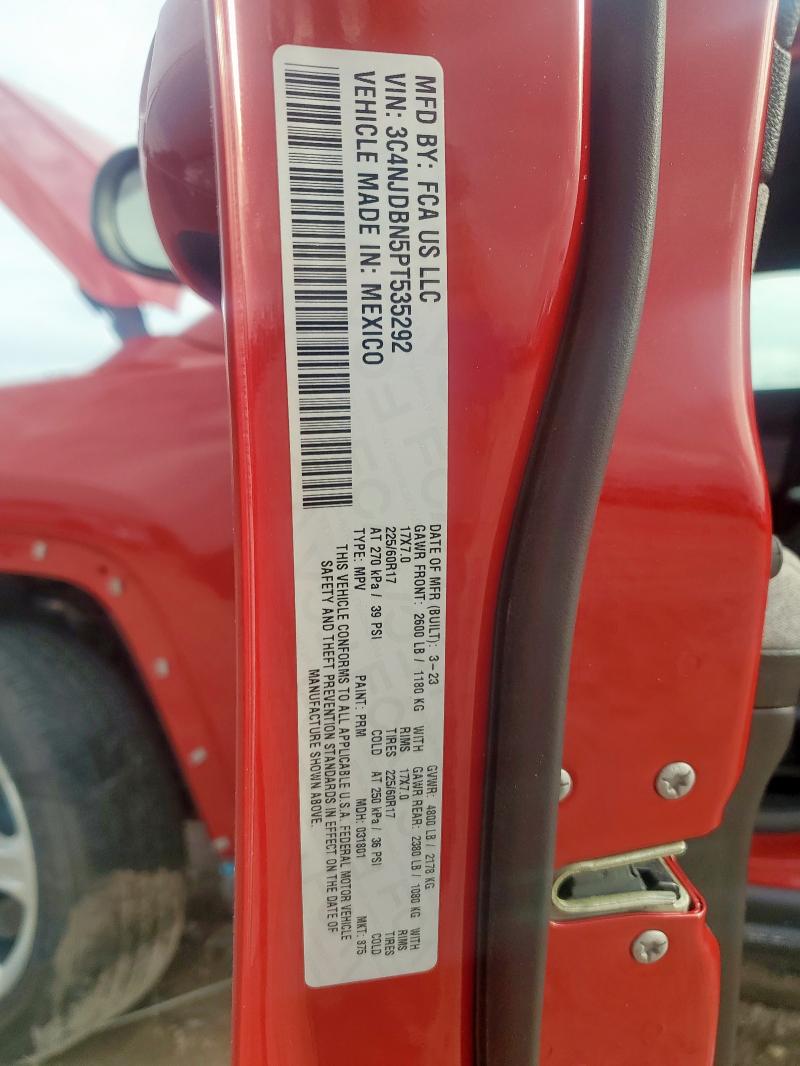 MFD BY: FCA US LLC
VIN: 3C4NJDBN5PT535292
VEHICLE MADE IN: MEXICO
DATE OF MFR (BUILT): 3-23 GVWR: 4800 LB / 2178 KG
GAWR FRONT: 2600 LB / 1180 KG WITH GAWR REAR: 2380 LB / 1080 KG WITH
17X7.0 RIMS 17X7.0 RIMS
225/60R17 TIRES 225/60R17 TIRES
AT 270 kPa / 39 PSI COLD AT 250 kPa / 36 PSI COLD
TYPE: MPV PAINT: PRM MDH: 031801 MKT: 875
THIS VEHICLE CONFORMS TO ALL APPLICABLE U.S.A. FEDERAL MOTOR VEHICLE
SAFETY AND THEFT PREVENTION STANDARDS IN EFFECT ON THE DATE OF
MANUFACTURE SHOWN ABOVE.